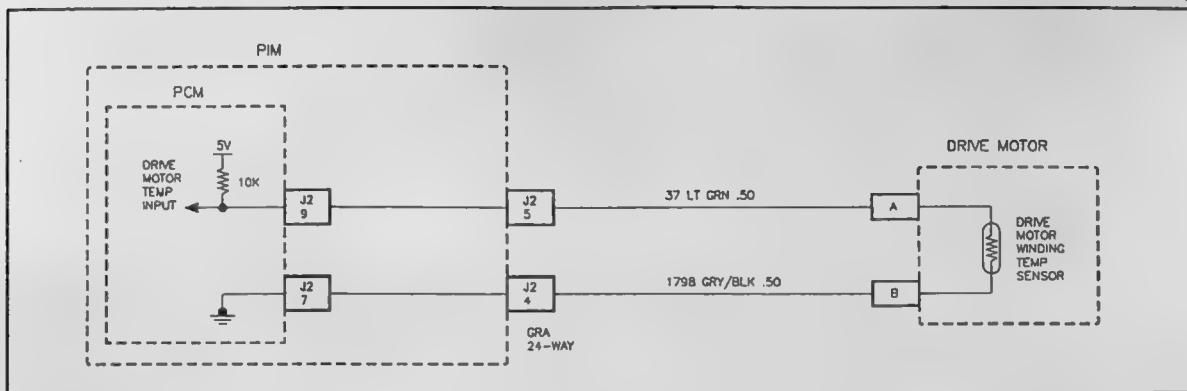 PIM
PCM
5V
10K
DRIVE
MOTOR
TEMP
INPUT
J2
9
J2
5
37 LT GRN .50
A
DRIVE MOTOR
DRIVE
MOTOR
WINDING
TEMP
SENSOR
J2
7
J2
4
1798 GRY/BLK .50
B
GRA
24-WAY